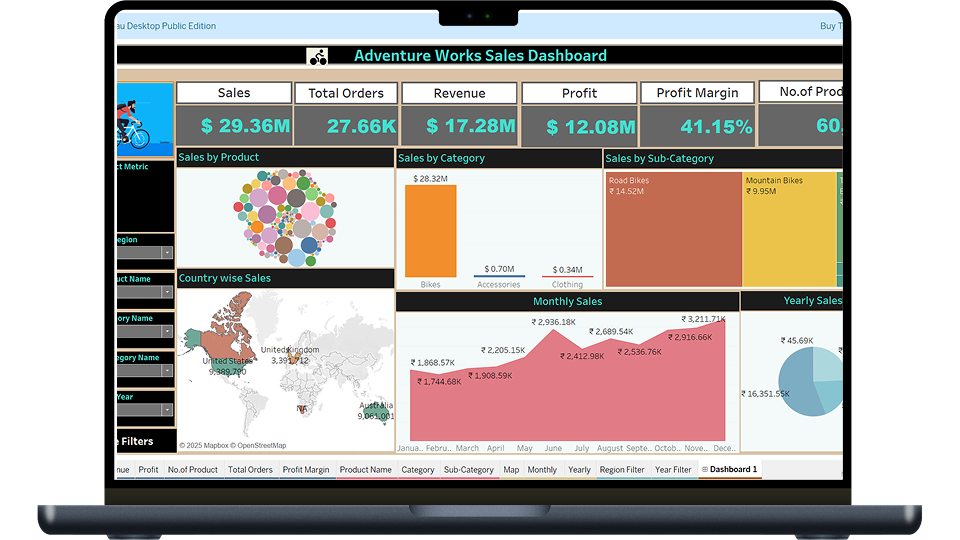 au Desktop Public Edition
Buy T
Adventure Works Sales Dashboard
Sales
Total Orders
Revenue
Profit
Profit Margin
No.of Prod
$ 29.36M
27.66K
$ 17.28M
$ 12.08M
41.15%
60,
ct Metric
egion
uct Name
ory Name
tegory Name
Year
e Filters
Sales by Product
Sales by Category
$ 28.32M
$ 0.70M
$ 0.34M
Bikes
Accessories
Clothing
Sales by Sub-Category
Road Bikes
₹ 14.52M
Mountain Bikes
₹ 9.95M
Country wise Sales
United States
9,389,790
United Kingdom
3,391,712
NA
Australia
9,061,001
© 2025 Mapbox © OpenStreetMap
Monthly Sales
₹ 1,868.57K
₹ 1,744.68K
₹ 1,908.59K
₹ 2,205.15K
₹ 2,936.18K
₹ 2,412.98K
₹ 2,689.54K
₹ 2,536.76K
₹ 2,916.66K
₹ 3,211.71K
Janua.. Febru.. March April May June July August Septe.. Octob.. Nove.. Dece..
Yearly Sales
₹ 45.69K
₹ 16,351.55K
nue Profit No.of Product Total Orders Profit Margin Product Name Category Sub-Category Map Monthly Yearly Region Filter Year Filter Dashboard 1